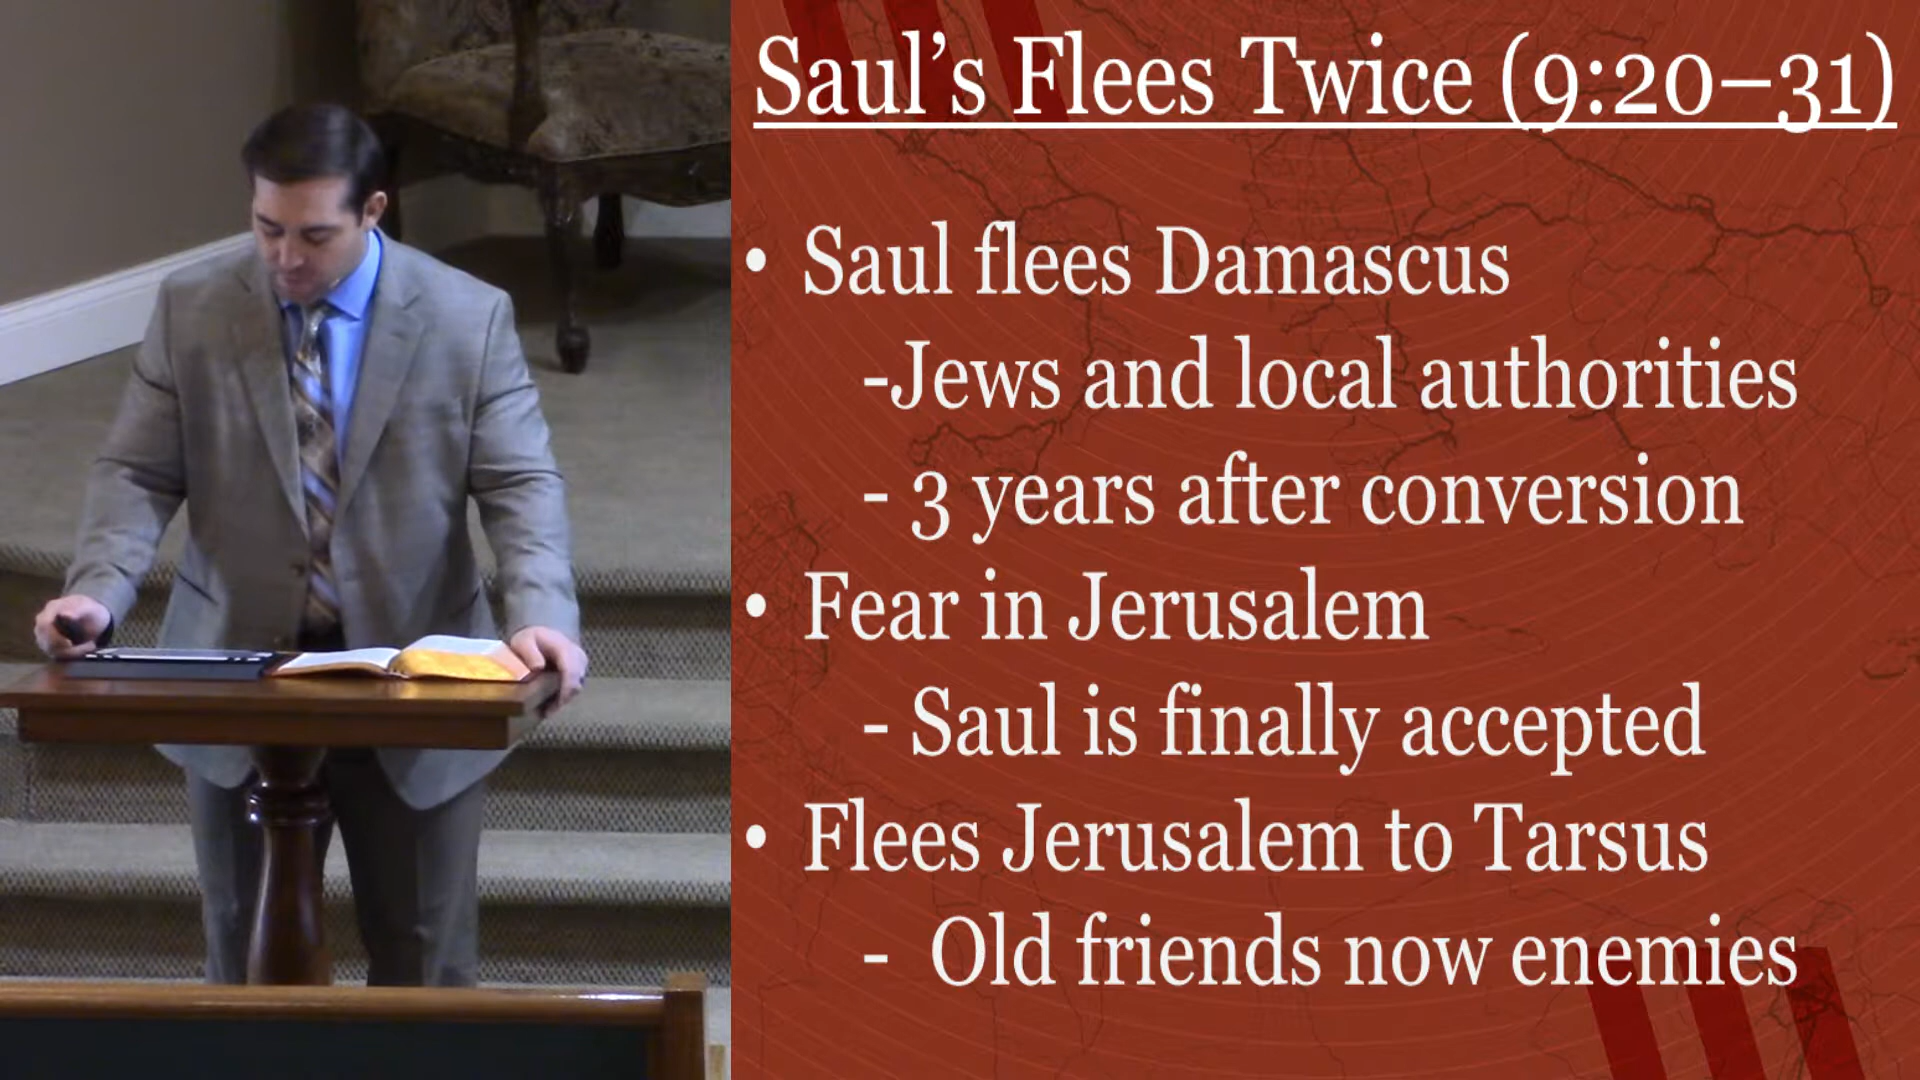 Saul’s Flees Twice (9:20–31)
• Saul flees Damascus
-Jews and local authorities
- 3 years after conversion
• Fear in Jerusalem
- Saul is finally accepted
• Flees Jerusalem to Tarsus
- Old friends now enemies